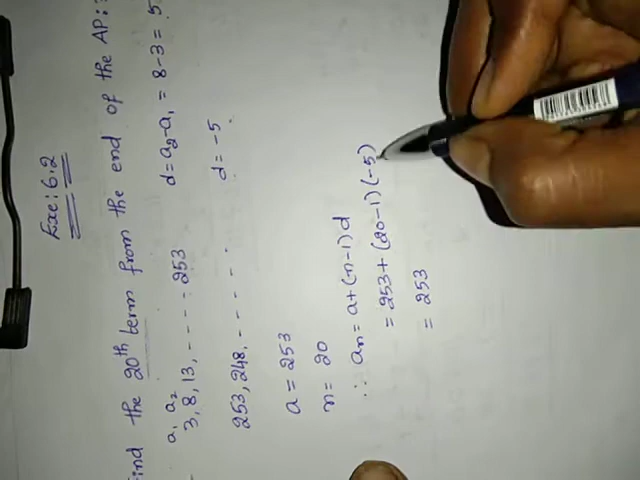 Exe: 6.2
Find the 20th term from the end of the AP:
a₁ a₂
3, 8, 13, - - - - - 253 d = a₂ - a₁ = 8 - 3 = 5
253, 248, - - - - - - . d = -5
a = 253
n = 20
∴ an = a + (n - 1) d
= 253 + (20 - 1) (-5)
= 253